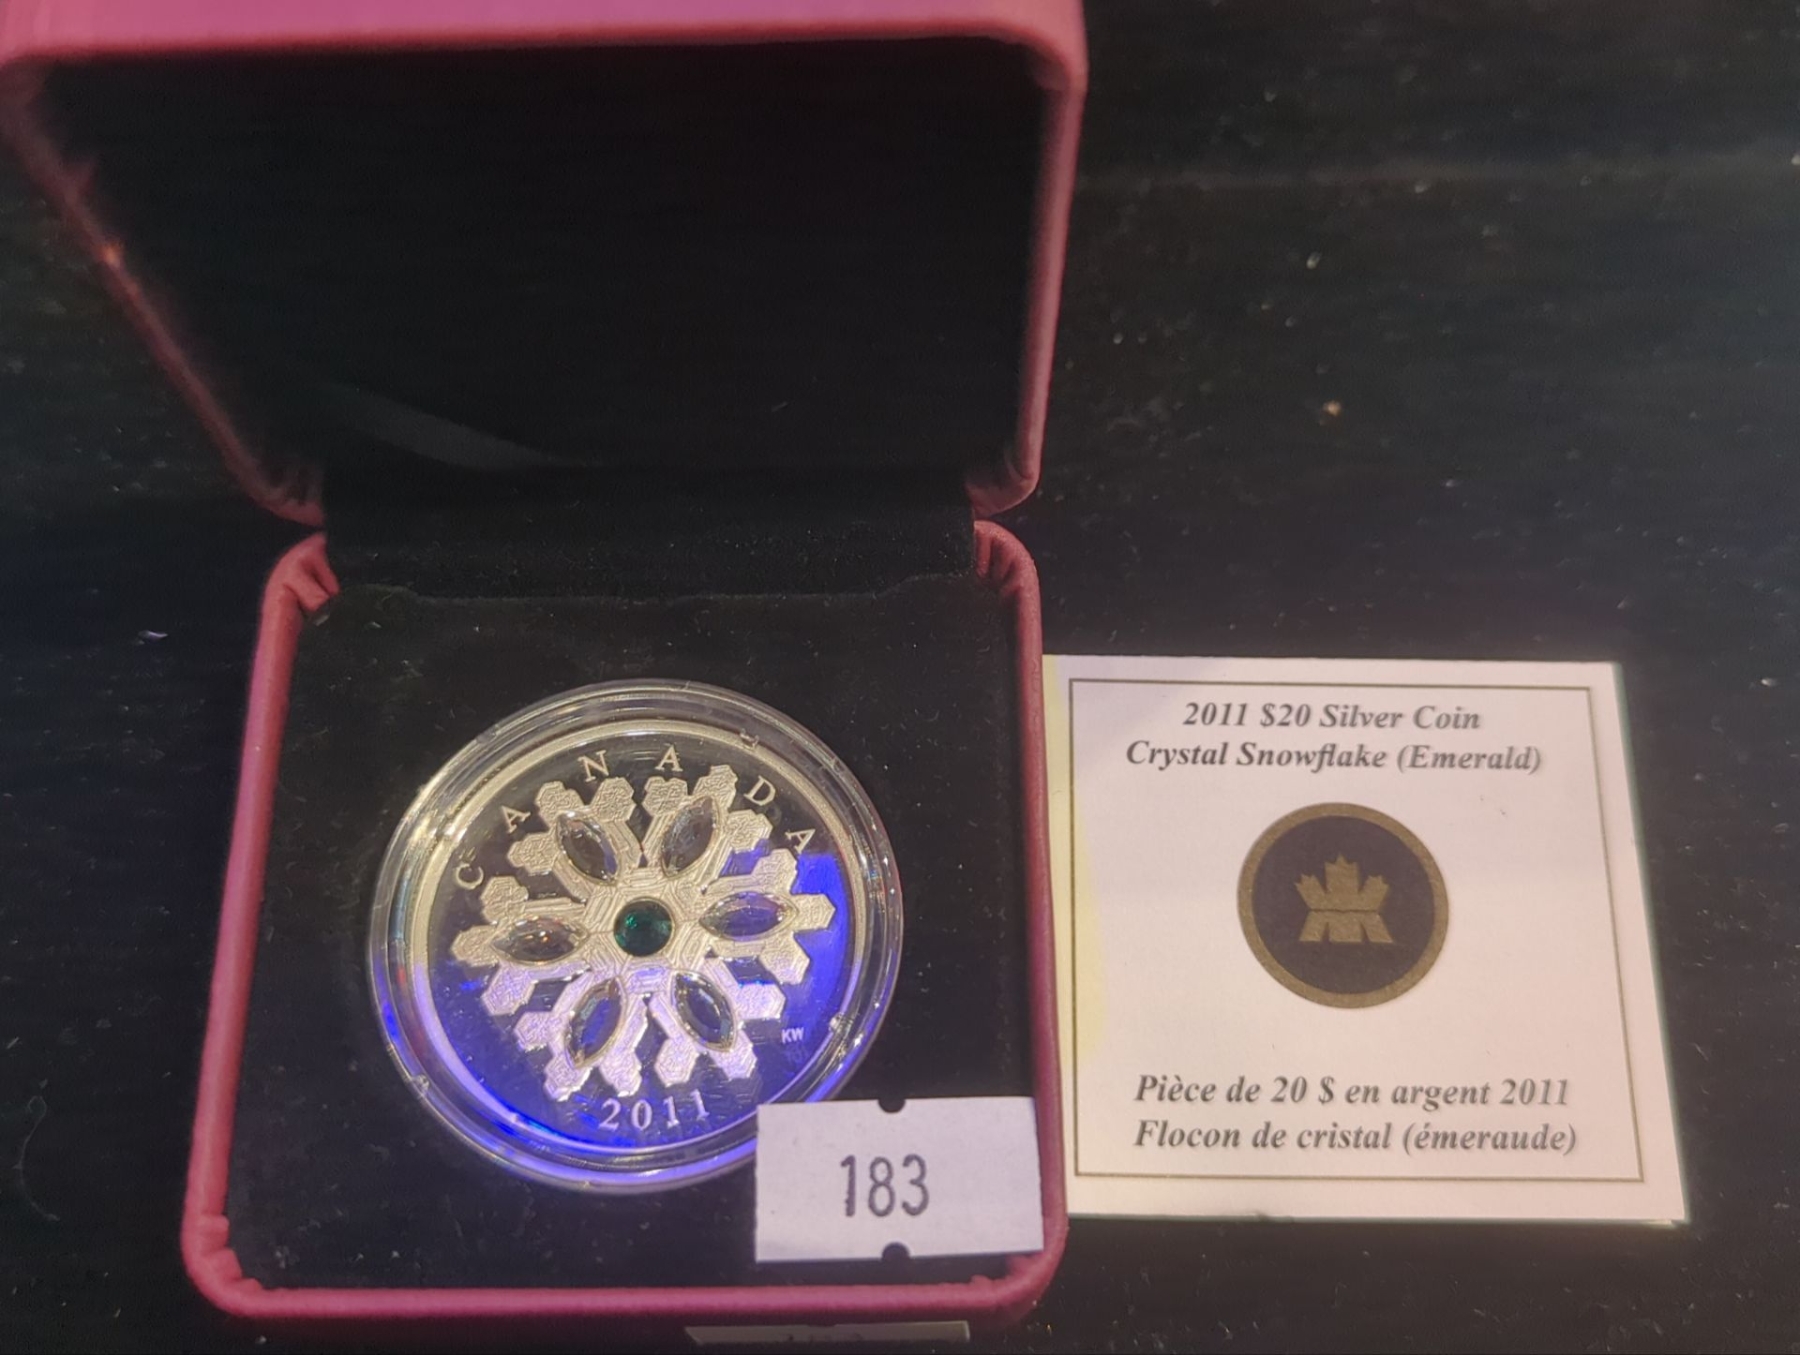 CANADA
KW
2011
183
2011 $20 Silver Coin
Crystal Snowflake (Emerald)
Pièce de 20 $ en argent 2011
Flocon de cristal (émeraude)